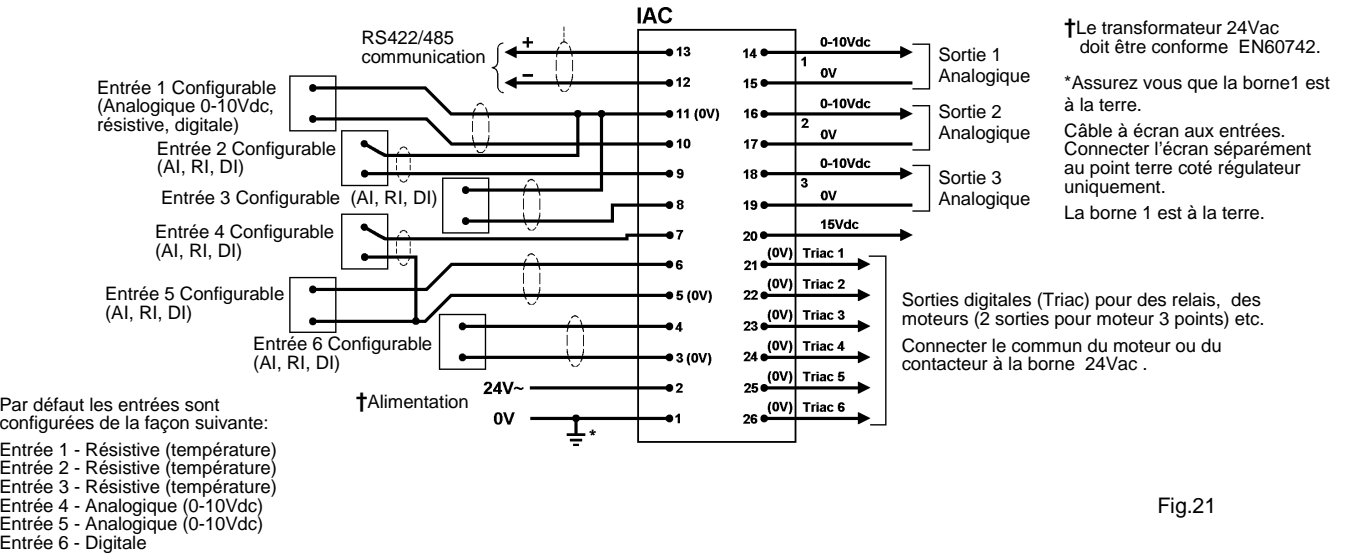 IAC
RS422/485
communication
+
−
Entrée 1 Configurable
(Analogique 0-10Vdc,
résistive, digitale)
Entrée 2 Configurable
(AI, RI, DI)
Entrée 3 Configurable (AI, RI, DI)
Entrée 4 Configurable
(AI, RI, DI)
Entrée 5 Configurable
(AI, RI, DI)
Entrée 6 Configurable
(AI, RI, DI)
†Alimentation
24V~
0V
*
13
12
11 (0V)
10
9
8
7
6
5 (0V)
4
3 (0V)
2
1
14 0-10Vdc
1
15 0V
Sortie 1
Analogique
16 0-10Vdc
2
17 0V
Sortie 2
Analogique
18 0-10Vdc
3
19 0V
Sortie 3
Analogique
20 15Vdc
21 (0V) Triac 1
22 (0V) Triac 2
23 (0V) Triac 3
24 (0V) Triac 4
25 (0V) Triac 5
26 (0V) Triac 6
Sorties digitales (Triac) pour des relais, des
moteurs (2 sorties pour moteur 3 points) etc.
Connecter le commun du moteur ou du
contacteur à la borne 24Vac .
†Le transformateur 24Vac
doit être conforme EN60742.
*Assurez vous que la borne1 est
à la terre.
Câble à écran aux entrées.
Connecter l'écran séparément
au point terre coté régulateur
uniquement.
La borne 1 est à la terre.
Par défaut les entrées sont
configurées de la façon suivante:
Entrée 1 - Résistive (température)
Entrée 2 - Résistive (température)
Entrée 3 - Résistive (température)
Entrée 4 - Analogique (0-10Vdc)
Entrée 5 - Analogique (0-10Vdc)
Entrée 6 - Digitale
Fig.21